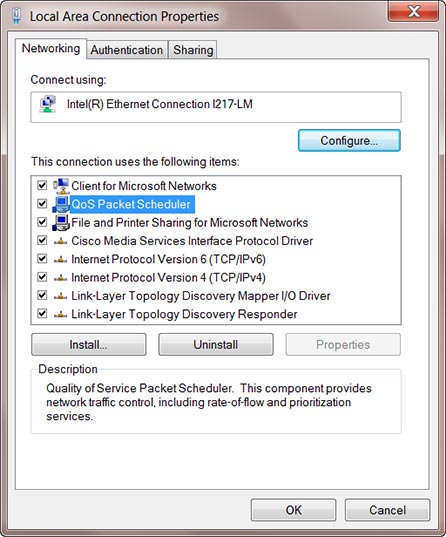 Local Area Connection Properties
Networking Authentication Sharing
Connect using:
Intel(R) Ethernet Connection I217-LM
Configure...
This connection uses the following items:
Client for Microsoft Networks
QoS Packet Scheduler
File and Printer Sharing for Microsoft Networks
Cisco Media Services Interface Protocol Driver
Internet Protocol Version 6 (TCP/IPv6)
Internet Protocol Version 4 (TCP/IPv4)
Link-Layer Topology Discovery Mapper I/O Driver
Link-Layer Topology Discovery Responder
Install... Uninstall Properties
Description
Quality of Service Packet Scheduler. This component provides
network traffic control, including rate-of-flow and prioritization
services.
OK Cancel